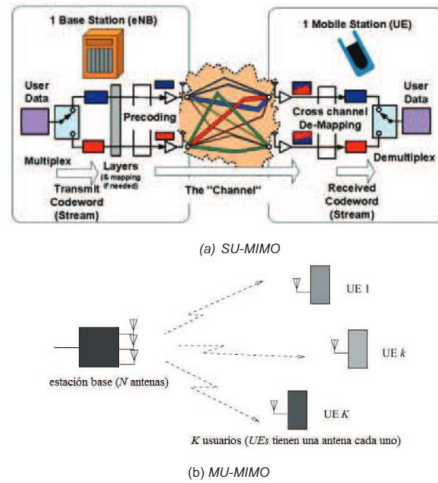 1 Base Station (eNB)
1 Mobile Station (UE)
User
Data
Precoding
Cross channel
De-Mapping
User
Data
Multiplex
Layers
(& mapping
if needed)
Transmit
Codeword
(Stream)
The "Channel"
Received
Codeword
(Stream)
Demultiplex
(a) SU-MIMO
UE 1
UE k
estación base (N antenas)
UE K
K usuarios (UEs tienen una antena cada uno)
(b) MU-MIMO